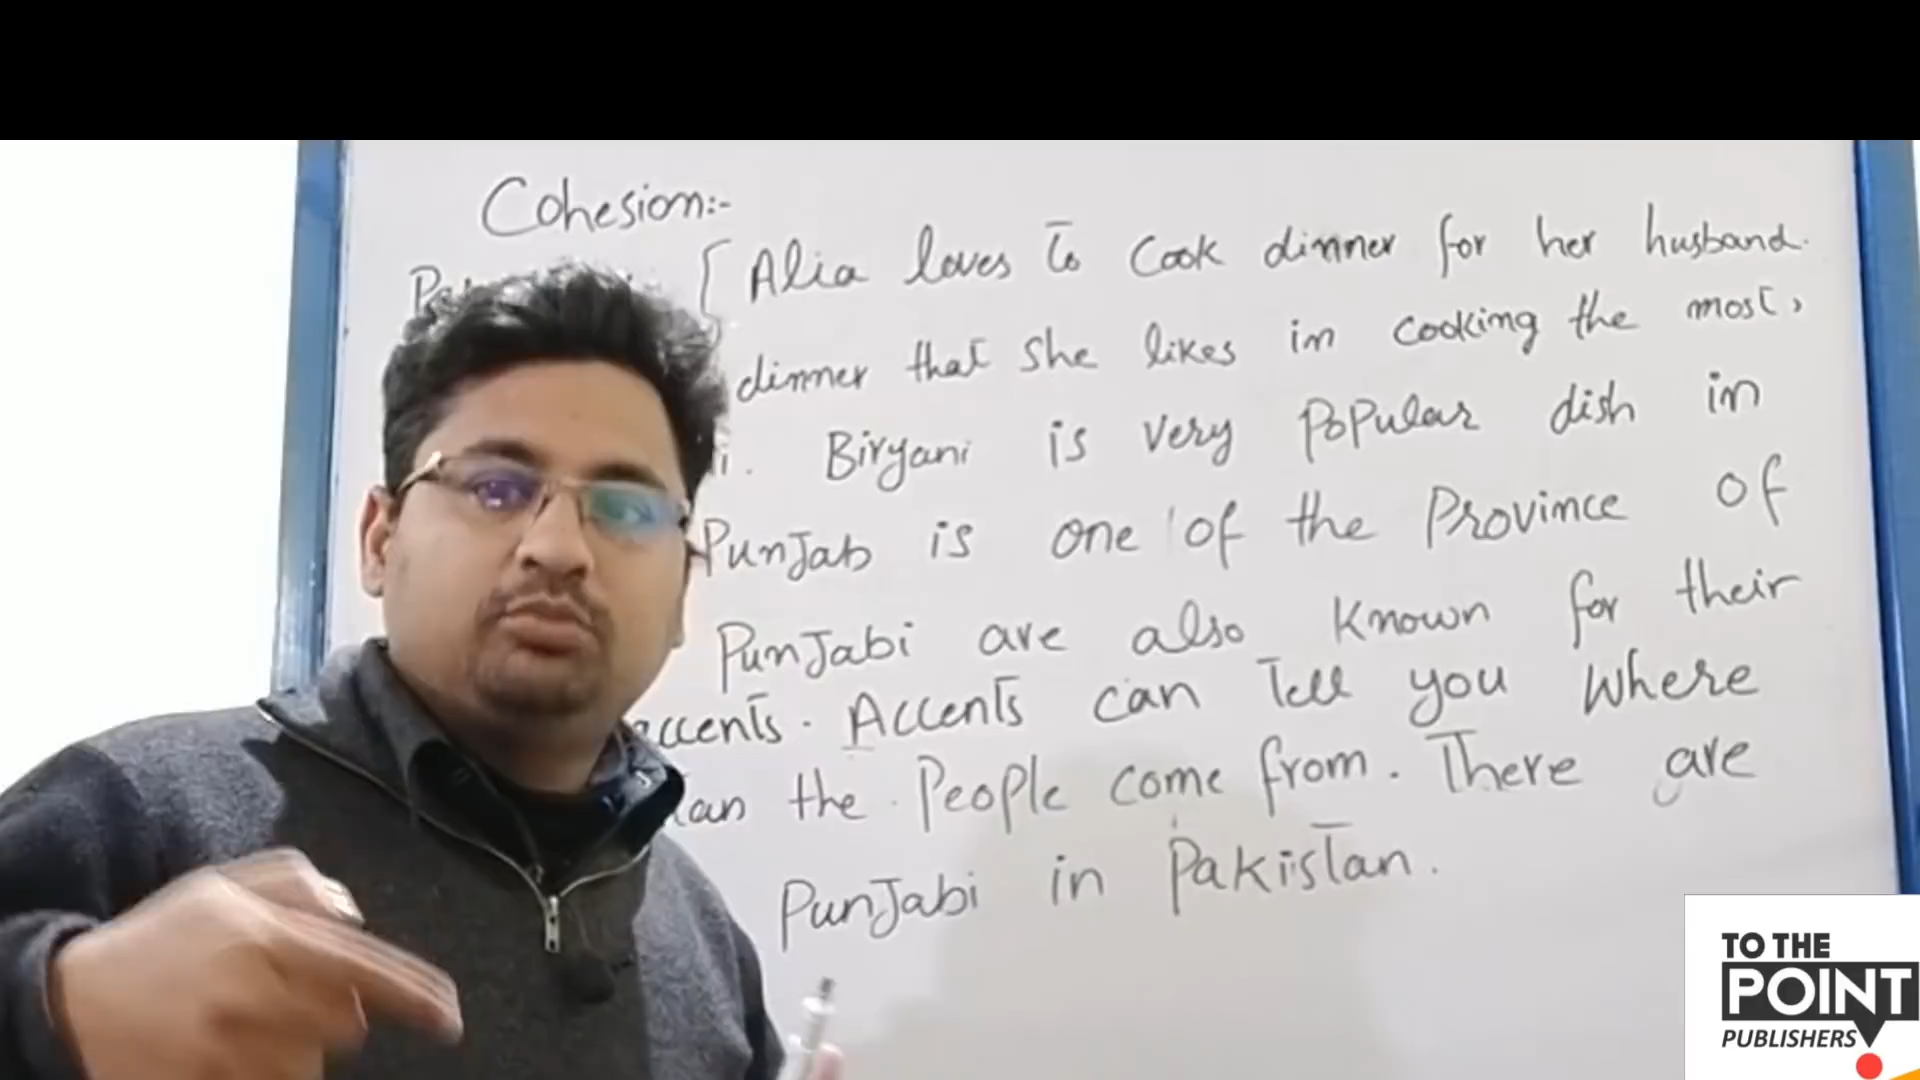 Cohesion:-
[Alia loves to Cook dinner for her husband.
dinner that she likes in cooking the most,
Biryani is very Popular dish in
PunJab is one of the Province of
PunJabi are also Known for their
accents. Accents can Tell you Where
the People come from. There are
PunJabi in Pakistan.
TO THE
POINT
PUBLISHERS